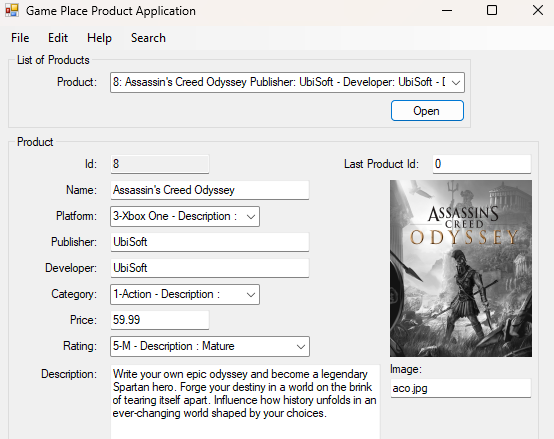 Game Place Product Application
File Edit Help Search
List of Products
Product: 8: Assassin's Creed Odyssey Publisher: UbiSoft - Developer: UbiSoft - D
Open
Product
Id: 8 Last Product Id: 0
Name: Assassin's Creed Odyssey
Platform: 3-Xbox One - Description :
Publisher: UbiSoft
Developer: UbiSoft
Category: 1-Action - Description :
Price: 59.99
Rating: 5-M - Description : Mature
ASSASSIN'S
CREED
ODYSSEY
Image:
aco.jpg
Description: Write your own epic odyssey and become a legendary
Spartan hero. Forge your destiny in a world on the brink
of tearing itself apart. Influence how history unfolds in an
ever-changing world shaped by your choices.